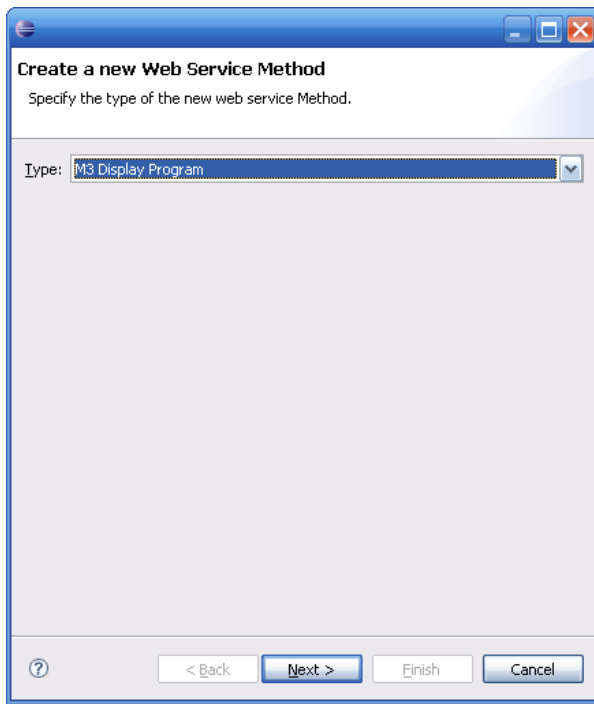 Create a new Web Service Method
Specify the type of the new web service Method.
Type: M3 Display Program
< Back Next > Finish Cancel